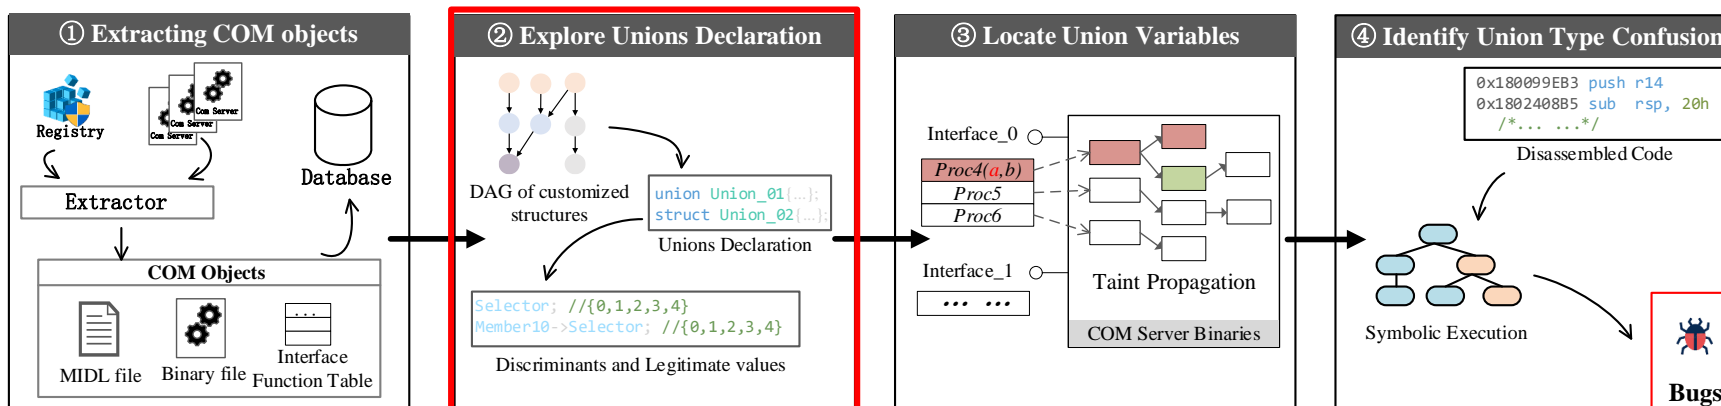 ① Extracting COM objects
Registry
Com Server
Com Server
Com Server
Database
Extractor
COM Objects
...
MIDL file
Binary file
Interface
Function Table
② Explore Unions Declaration
DAG of customized
structures
union Union_01{...};
struct Union_02{...};
Unions Declaration
Selector; //{0,1,2,3,4}
Member10->Selector; //{0,1,2,3,4}
Discriminants and Legitimate values
③ Locate Union Variables
Interface_0
Proc4(a,b)
Proc5
Proc6
Interface_1
... ...
Taint Propagation
COM Server Binaries
④ Identify Union Type Confusion
0x180099EB3 push r14
0x1802408B5 sub rsp, 20h
/*... ...*/
Disassembled Code
Symbolic Execution
Bugs